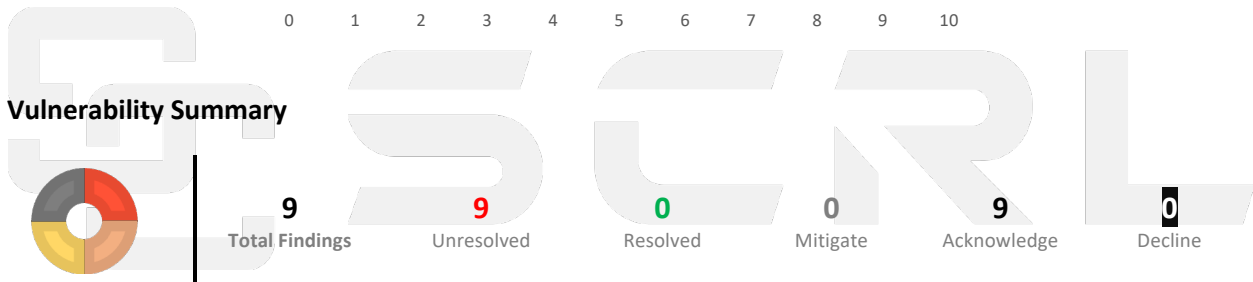 0 1 2 3 4 5 6 7 8 9 10
SCRL
Vulnerability Summary
9 9 0 0 9 0
Total Findings Unresolved Resolved Mitigate Acknowledge Decline